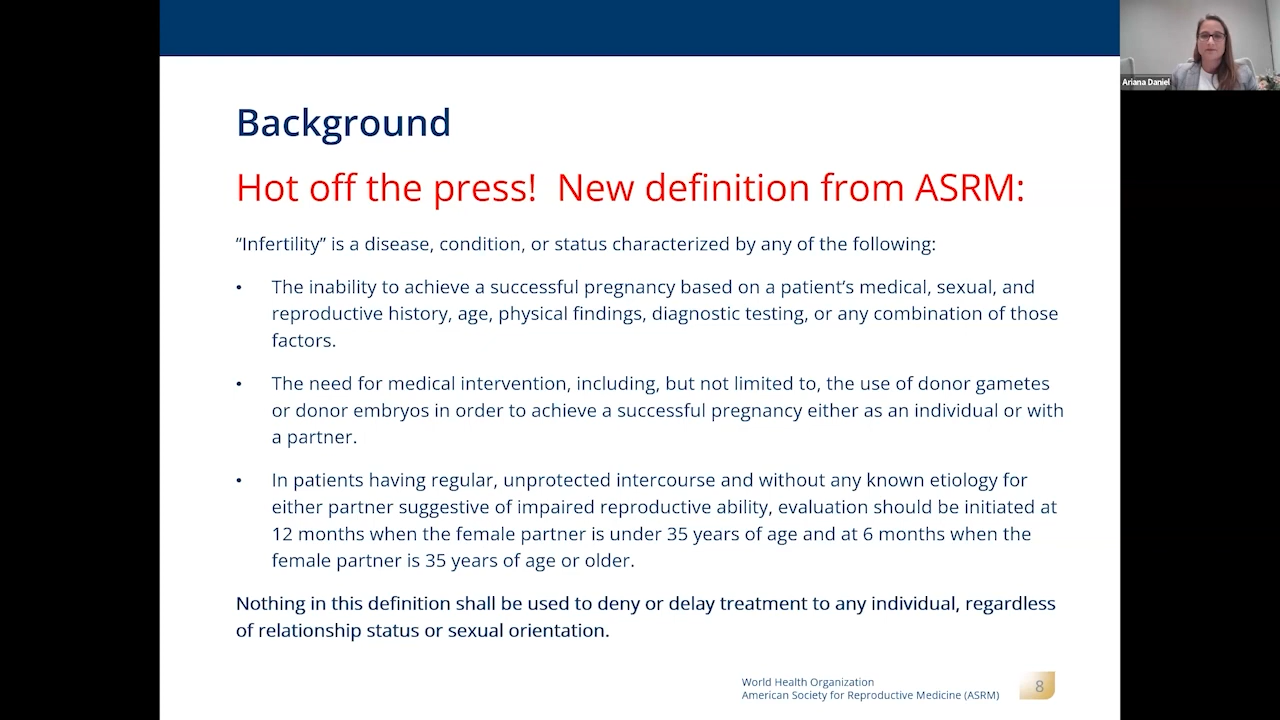 Ariana Daniel
Background
Hot off the press!  New definition from ASRM:
“Infertility” is a disease, condition, or status characterized by any of the following:
• The inability to achieve a successful pregnancy based on a patient’s medical, sexual, and
reproductive history, age, physical findings, diagnostic testing, or any combination of those
factors.
• The need for medical intervention, including, but not limited to, the use of donor gametes
or donor embryos in order to achieve a successful pregnancy either as an individual or with
a partner.
• In patients having regular, unprotected intercourse and without any known etiology for
either partner suggestive of impaired reproductive ability, evaluation should be initiated at
12 months when the female partner is under 35 years of age and at 6 months when the
female partner is 35 years of age or older.
Nothing in this definition shall be used to deny or delay treatment to any individual, regardless
of relationship status or sexual orientation.
World Health Organization
American Society for Reproductive Medicine (ASRM)
8